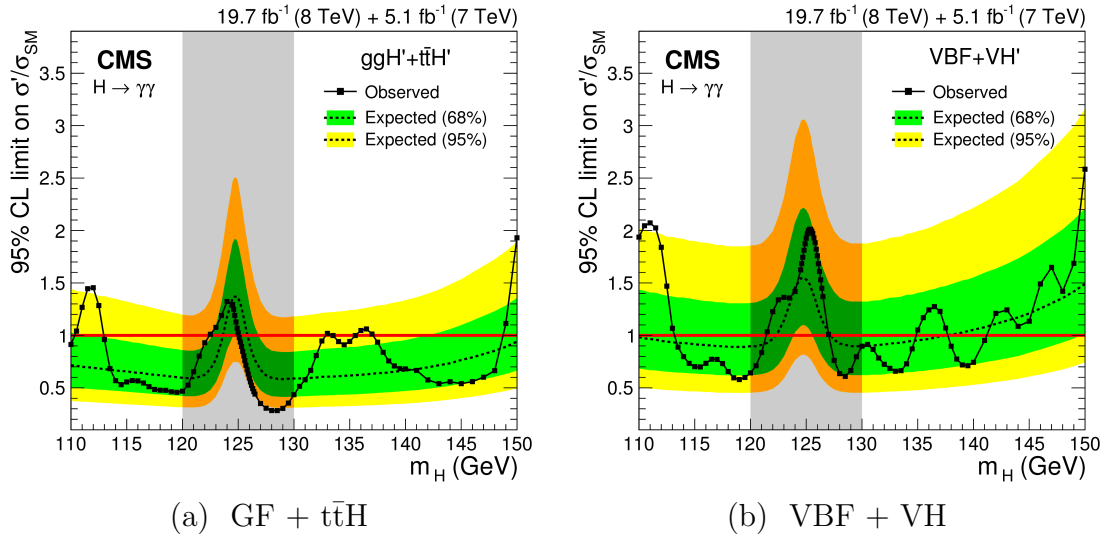 19.7 fb⁻¹ (8 TeV) + 5.1 fb⁻¹ (7 TeV)
95% CL limit on σ'/σ_SM
3.5
3
2.5
2
1.5
1
0.5
CMS
H → γγ
ggH'+tt̄H'
Observed
Expected (68%)
Expected (95%)
110 115 120 125 130 135 140 145 150
m_H (GeV)
(a) GF + tt̄H
19.7 fb⁻¹ (8 TeV) + 5.1 fb⁻¹ (7 TeV)
95% CL limit on σ'/σ_SM
3.5
3
2.5
2
1.5
1
0.5
CMS
H → γγ
VBF+VH'
Observed
Expected (68%)
Expected (95%)
110 115 120 125 130 135 140 145 150
m_H (GeV)
(b) VBF + VH